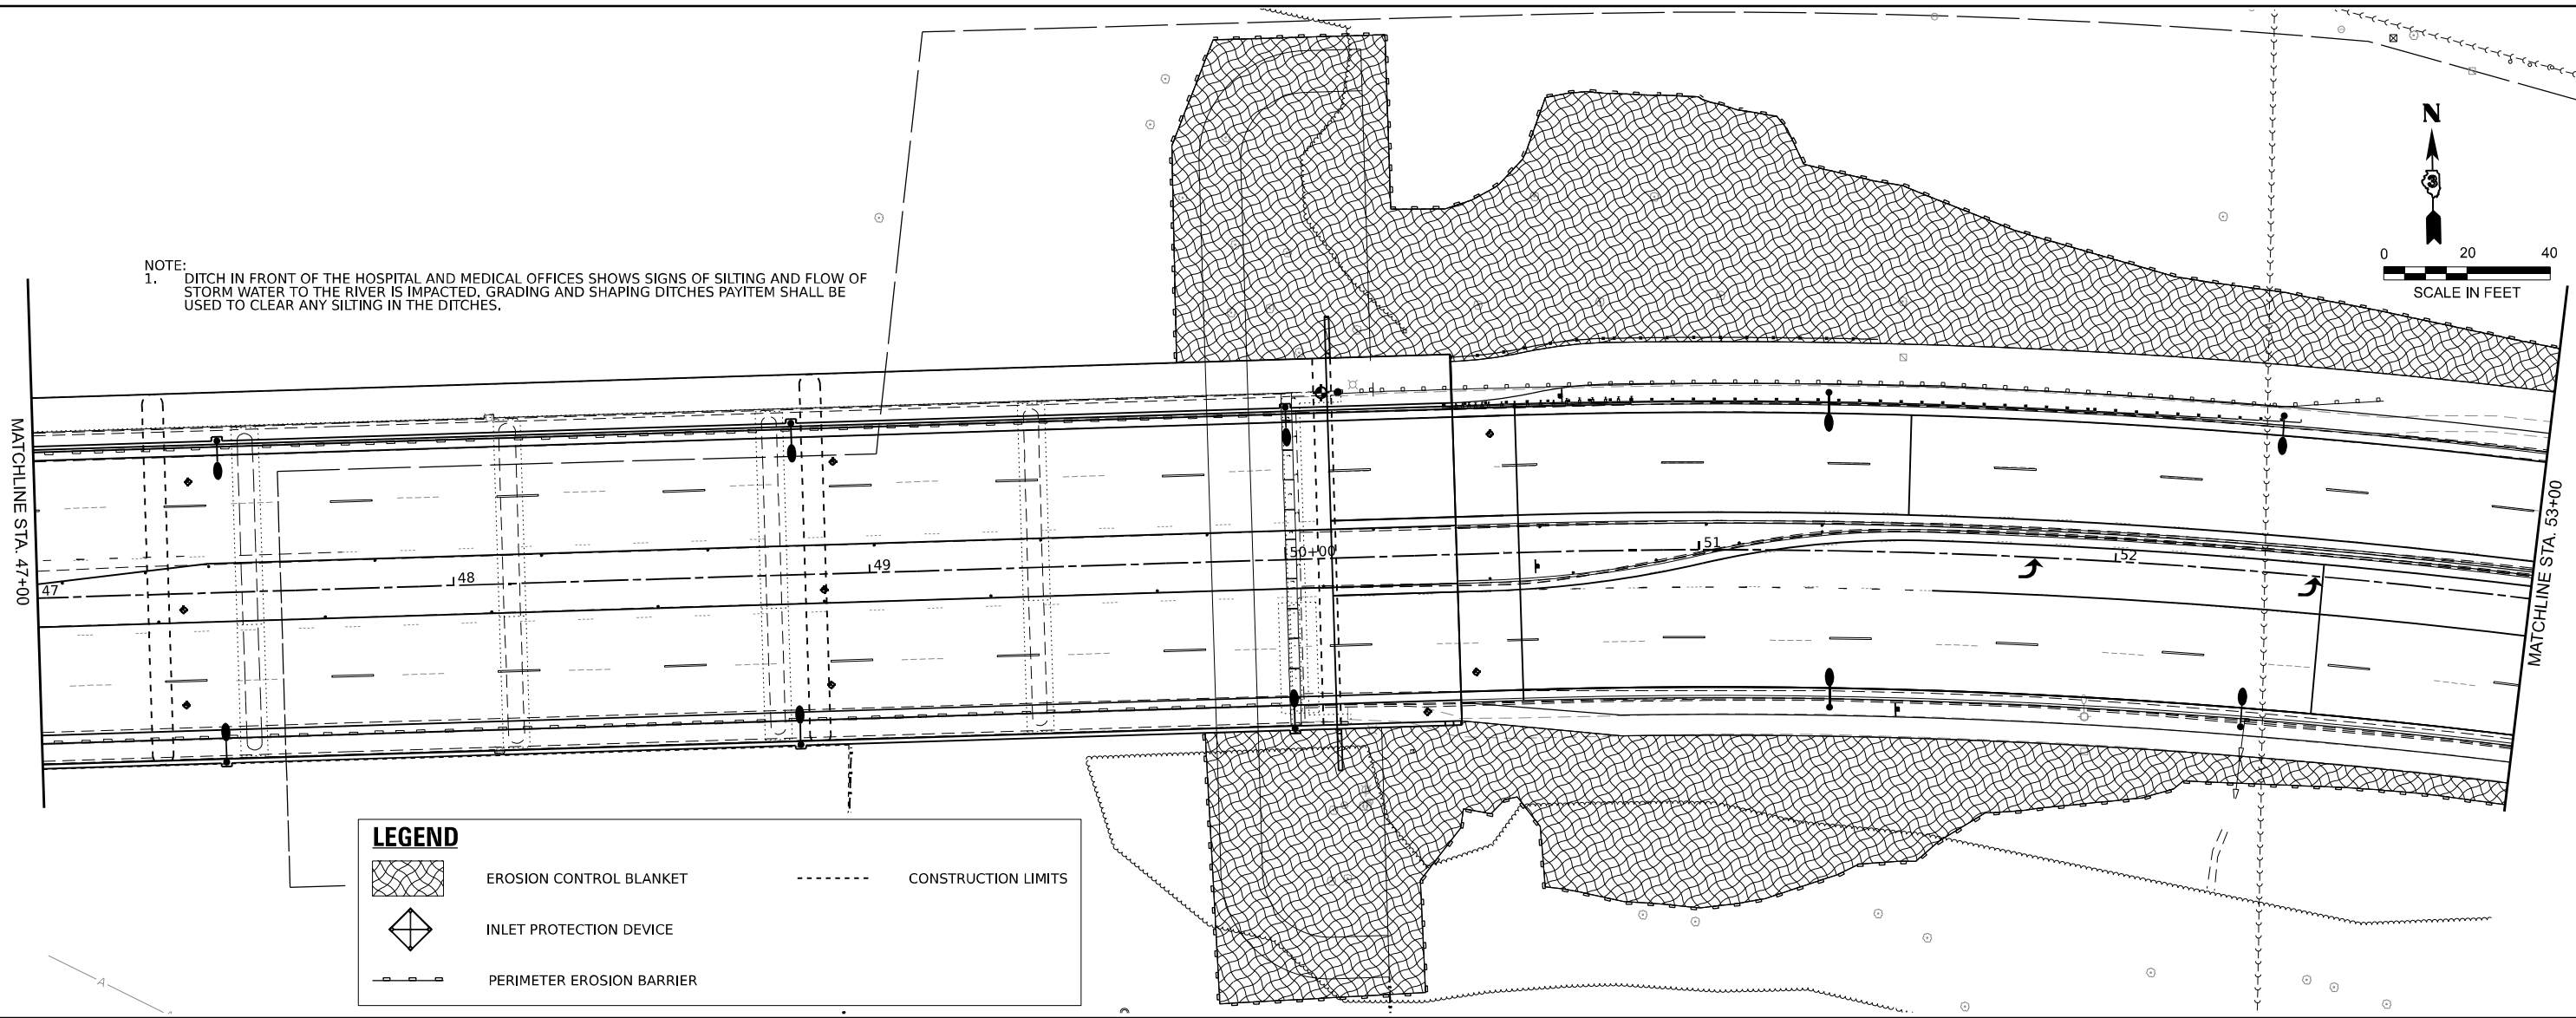 N
3
0 20 40
SCALE IN FEET
NOTE:
1. DITCH IN FRONT OF THE HOSPITAL AND MEDICAL OFFICES SHOWS SIGNS OF SILTING AND FLOW OF
STORM WATER TO THE RIVER IS IMPACTED. GRADING AND SHAPING DITCHES PAYITEM SHALL BE
USED TO CLEAR ANY SILTING IN THE DITCHES.
MATCHLINE STA. 47+00
47
48
49
50+00
51
52
MATCHLINE STA. 53+00
LEGEND
EROSION CONTROL BLANKET
CONSTRUCTION LIMITS
INLET PROTECTION DEVICE
PERIMETER EROSION BARRIER
A